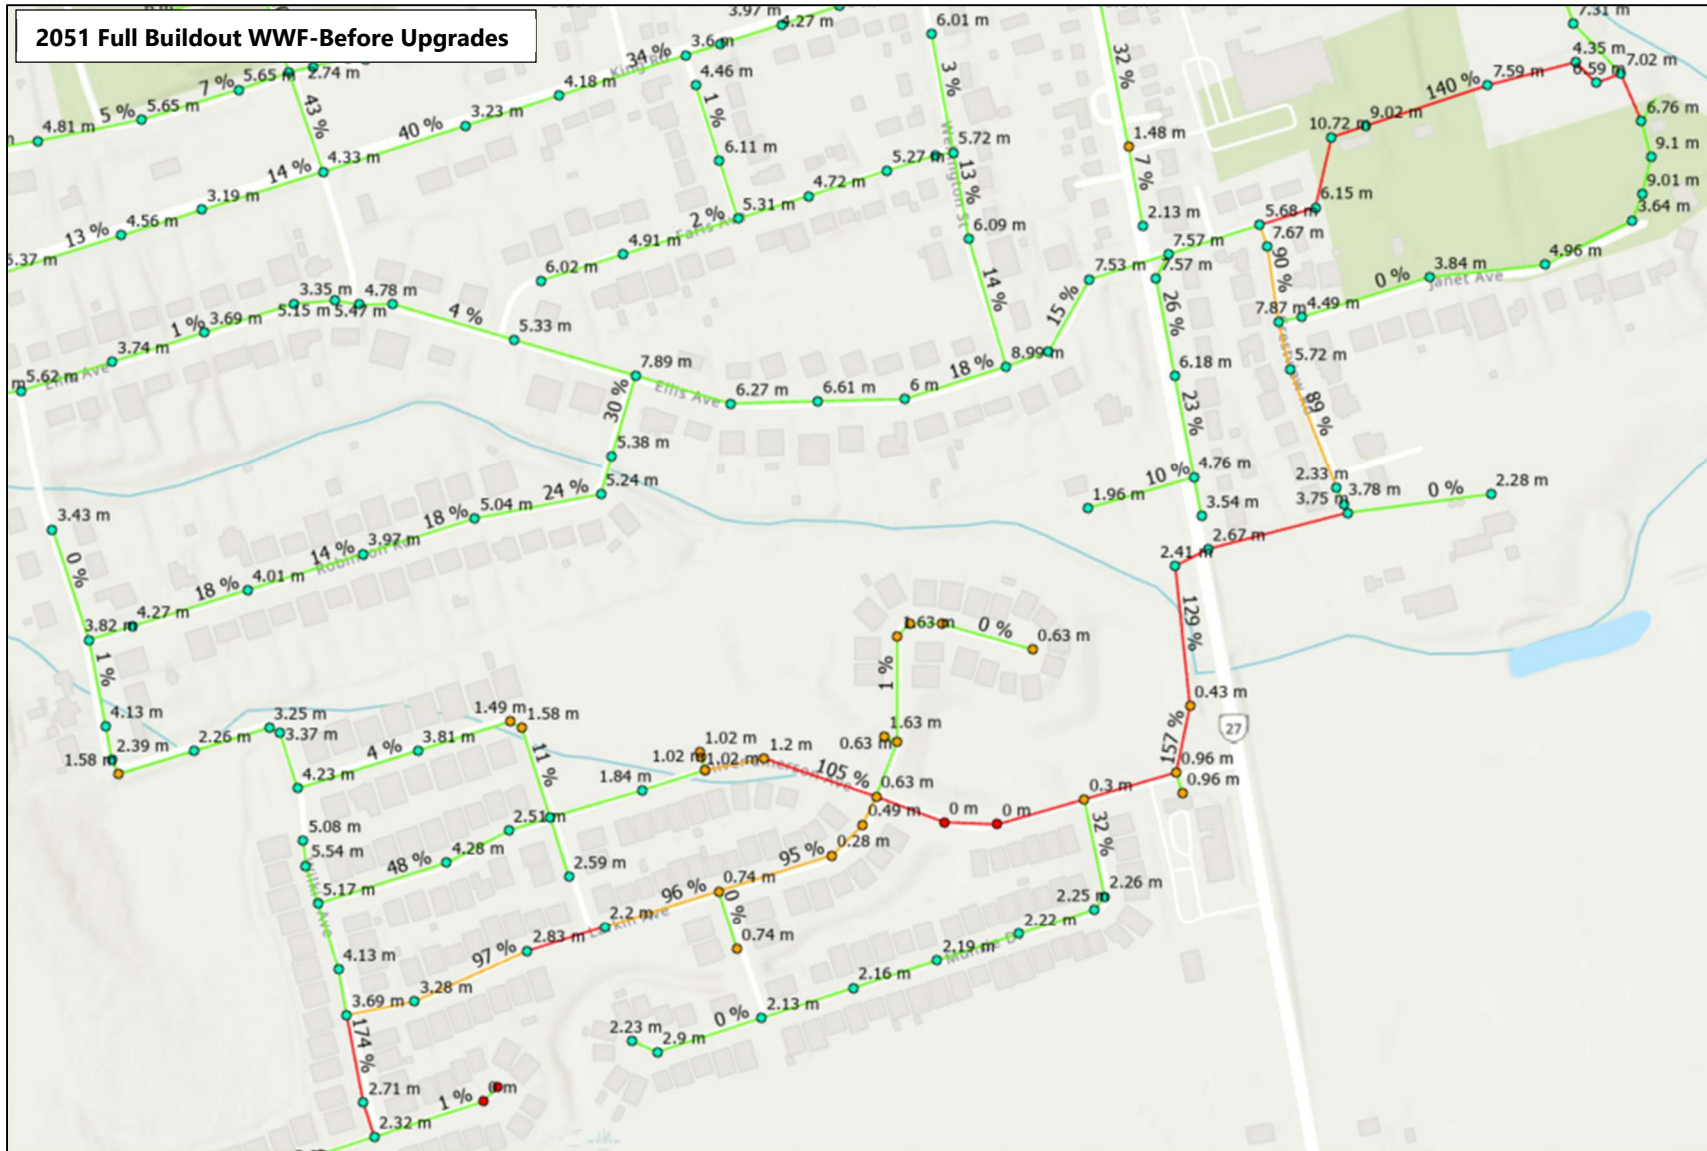 2051 Full Buildout WWF-Before Upgrades
3.97 m
4.27 m
6.01 m
7.31 m
5.65 m
2.74 m
34 %
3.6 m
King Rd
4.18 m
4.46 m
3 %
32 %
4.35 m
7.02 m
6.59 m
7.59 m
140 %
7 %
5.65 m
5 %
4.81 m
43 %
40 %
3.23 m
1 %
9.02 m
10.72 m
6.76 m
1.48 m
Wellington St
5.72 m
7 %
9.1 m
14 %
4.33 m
6.11 m
5.27 m
13 %
4.72 m
9.01 m
3.19 m
4.56 m
13 %
5.31 m
2 %
Faris Av
6.15 m
3.64 m
2.13 m
5.68 m
7.67 m
6.09 m
4.91 m
5.37 m
6.02 m
7.57 m
7.53 m
7.57 m
90 %
4.96 m
3.84 m
0 %
Janet Ave
14 %
15 %
26 %
3.35 m
4.78 m
5.15 m
5.47 m
4 %
3.69 m
1 %
7.87 m
4.49 m
5.33 m
3.74 m
5.62 m
m
7.89 m
8.99 m
18 %
5.72 m
6.18 m
Ellis Ave
6.27 m
6.61 m
6 m
30 %
89 %
23 %
5.38 m
5.24 m
24 %
5.04 m
18 %
4.76 m
10 %
1.96 m
2.33 m
3.78 m
3.75 m
0 %
2.28 m
3.54 m
3.43 m
3.97 m
14 %
2.67 m
2.41 m
0 %
4.01 m
18 %
4.27 m
3.82 m
129 %
1.63 m
0 %
0.63 m
1 %
1 %
0.43 m
27
4.13 m
3.25 m
3.37 m
1.49 m
1.58 m
1.63 m
0.63 m
157 %
2.39 m
2.26 m
1.58 m
4 %
3.81 m
11 %
1.02 m
1.02 m
1.02 m
1.2 m
105 %
0.96 m
0.96 m
4.23 m
1.84 m
0.63 m
0 m
0 m
0.3 m
2.51 m
0.49 m
5.08 m
5.54 m
48 %
4.28 m
2.59 m
95 %
0.28 m
32 %
5.17 m
96 %
0.74 m
0 %
2.26 m
2.25 m
2.2 m
Larkin Ave
2.22 m
0.74 m
2.83 m
97 %
2.19 m
4.13 m
3.28 m
3.69 m
2.16 m
174 %
2.13 m
0 %
2.23 m
2.9 m
2.71 m
0 m
1 %
2.32 m